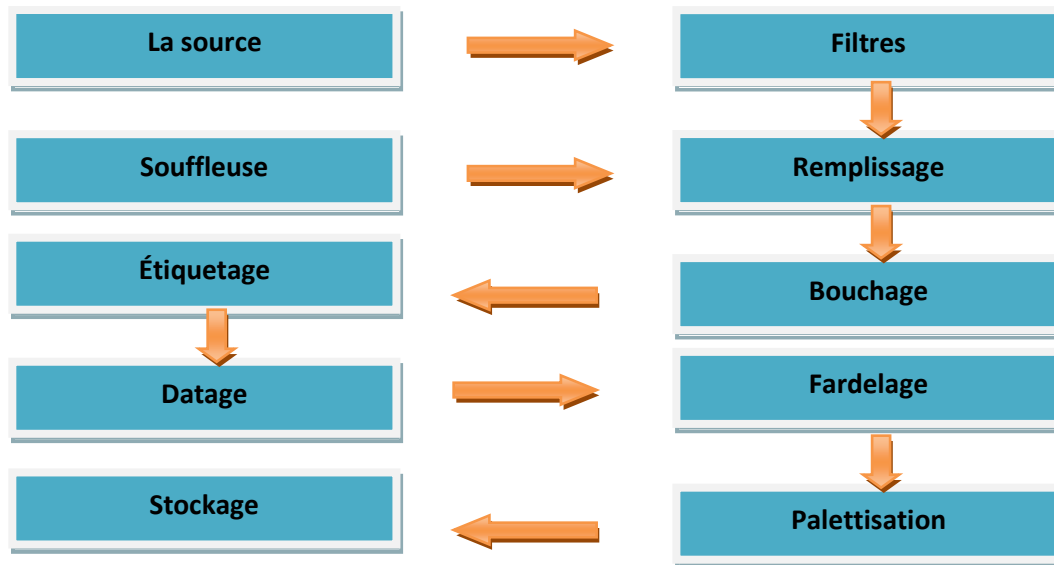 La source
Filtres
Souffleuse
Remplissage
Étiquetage
Bouchage
Datage
Fardelage
Stockage
Palettisation